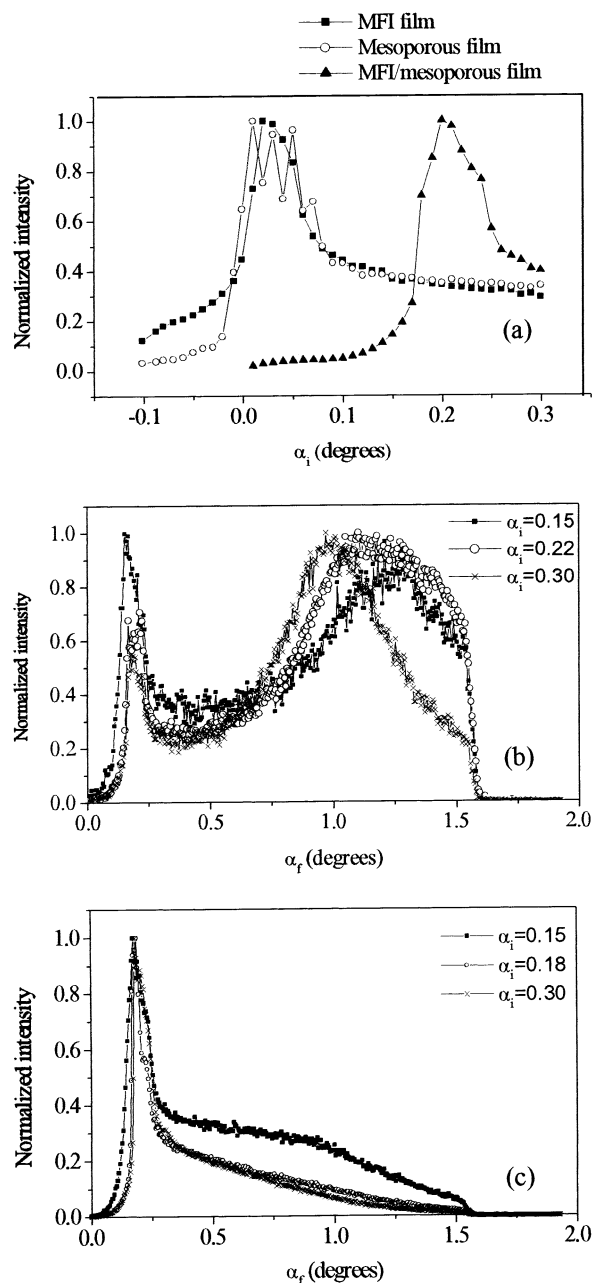 MFI film
Mesoporous film
MFI/mesoporous film
1.0
0.8
0.6
0.4
0.2
0.0
Normalized intensity
(a)
-0.1
0.0
0.1
0.2
0.3
αi (degrees)
1.0
0.8
0.6
0.4
0.2
0.0
Normalized intensity
αi=0.15
αi=0.22
αi=0.30
(b)
0.0
0.5
1.0
1.5
2.0
αf (degrees)
1.0
0.8
0.6
0.4
0.2
0.0
Normalized intensity
αi=0.15
αi=0.18
αi=0.30
(c)
0.0
0.5
1.0
1.5
2.0
αf (degrees)